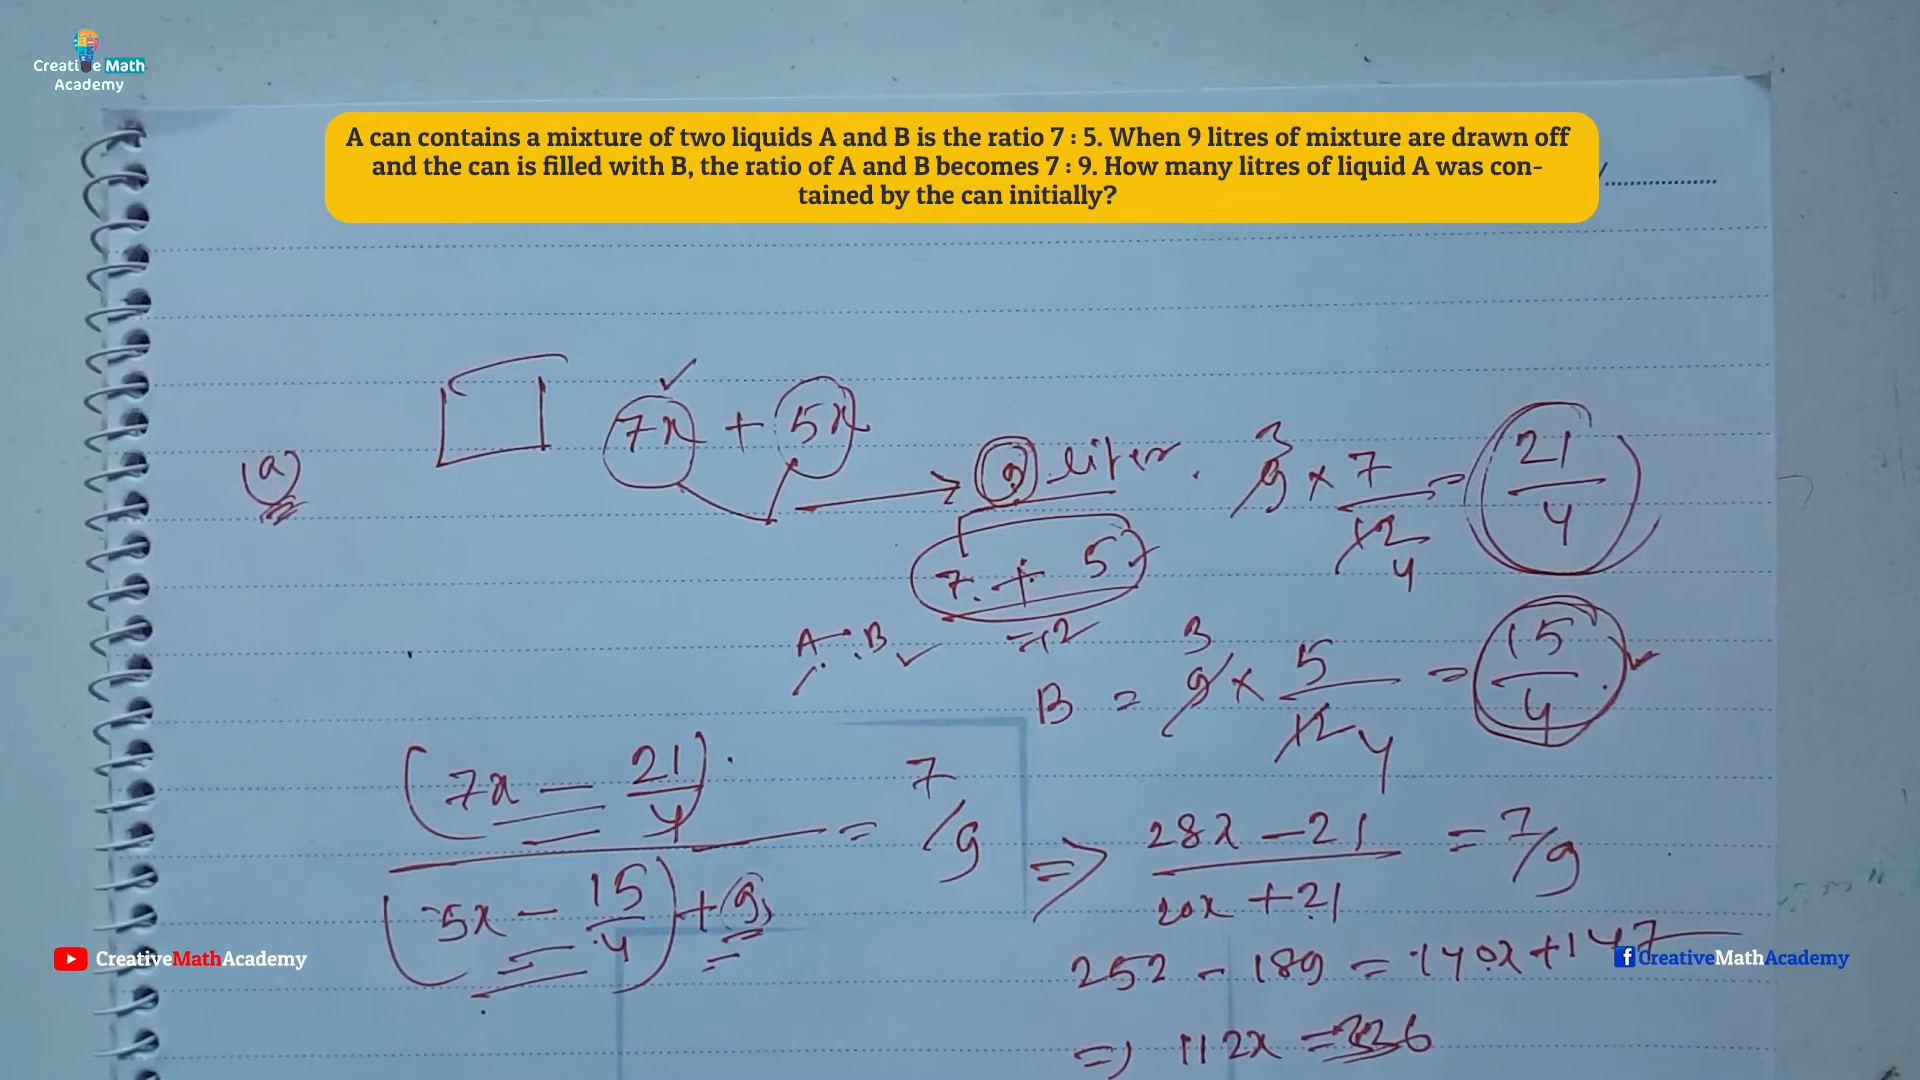 Creative Math
Academy
A can contains a mixture of two liquids A and B is the ratio 7 : 5. When 9 litres of mixture are drawn off
and the can is filled with B, the ratio of A and B becomes 7 : 9. How many litres of liquid A was con-
tained by the can initially?
/....................
(a)
7x + 5x
9 liter.
9 × 7/12 = 21/4
3
4
7 + 5
=12
A : B
B = 9 × 5/12 = 15/4
3
4
(7x - 21/4)
(5x - 15/4) + 9
= 7/9
=> 28x - 21 / 20x + 21 = 7/9
252 - 189 = 140x + 147
=> 112x = 336
CreativeMathAcademy
CreativeMathAcademy